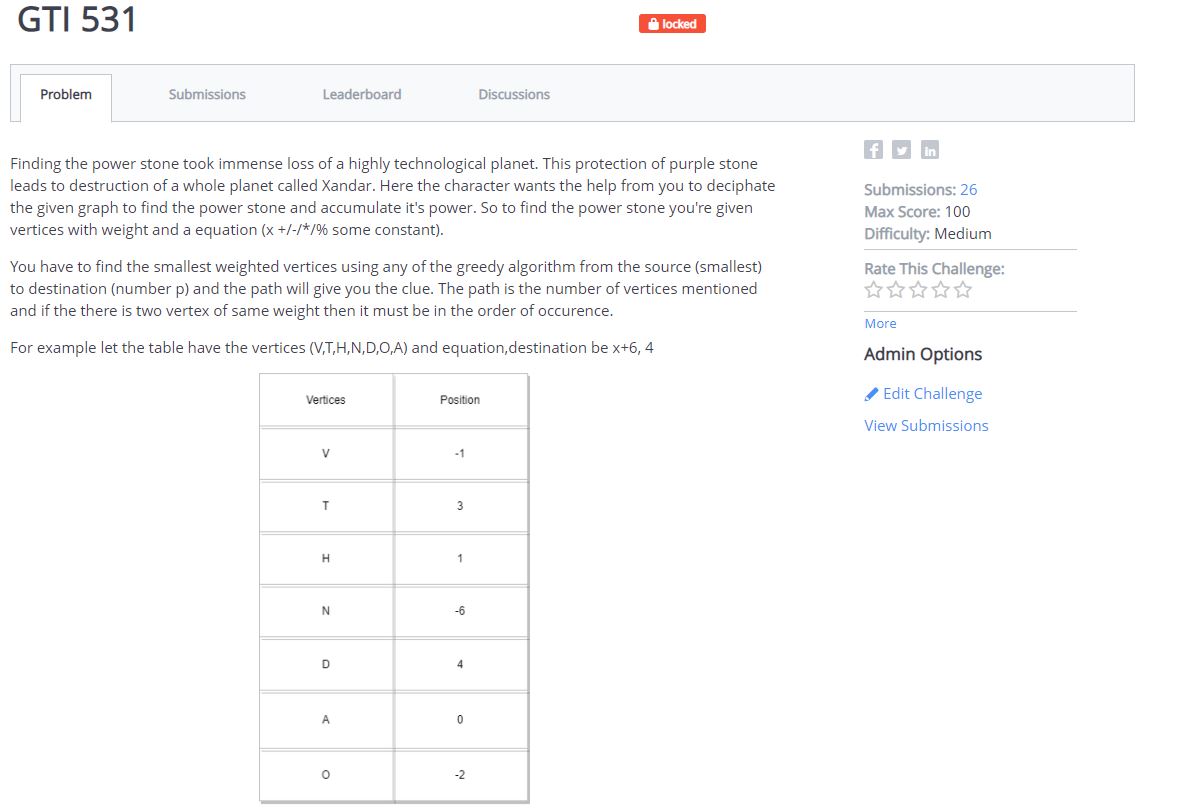 GTI 531
locked
Problem Submissions Leaderboard Discussions
Finding the power stone took immense loss of a highly technological planet. This protection of purple stone
leads to destruction of a whole planet called Xandar. Here the character wants the help from you to deciphate
the given graph to find the power stone and accumulate it's power. So to find the power stone you're given
vertices with weight and a equation (x +/-/*/% some constant).
You have to find the smallest weighted vertices using any of the greedy algorithm from the source (smallest)
to destination (number p) and the path will give you the clue. The path is the number of vertices mentioned
and if the there is two vertex of same weight then it must be in the order of occurence.
For example let the table have the vertices (V,T,H,N,D,O,A) and equation,destination be x+6, 4
Vertices Position
V -1
T 3
H 1
N -6
D 4
A 0
O -2
Submissions: 26
Max Score: 100
Difficulty: Medium
Rate This Challenge:
More
Admin Options
Edit Challenge
View Submissions